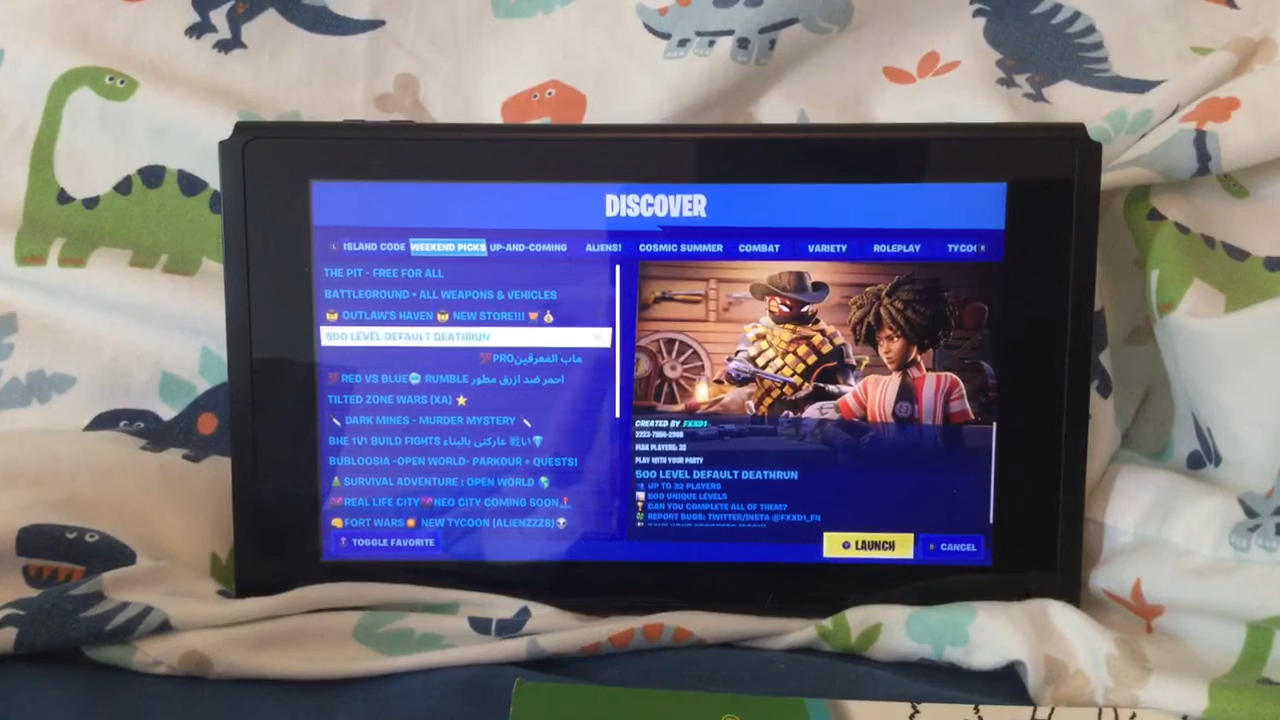 DISCOVER
L ISLAND CODE WEEKEND PICKS UP-AND-COMING ALIENS! COSMIC SUMMER COMBAT VARIETY ROLEPLAY TYCO R
THE PIT - FREE FOR ALL
BATTLEGROUND • ALL WEAPONS & VEHICLES
🤠 OUTLAW'S HAVEN 🤠 NEW STORE!!! 💰
500 LEVEL DEFAULT DEATHRUN
💯PROماب المعرقين
💯RED VS BLUE🥶 RUMBLE احمر ضد ازرق مطور
TILTED ZONE WARS (XA) ⭐
🔪 DARK MINES - MURDER MYSTERY 🔪
BHE 1V1 BUILD FIGHTS عاركني بالبناء 💎
BUBLOOSIA -OPEN WORLD- PARKOUR + QUESTS!
🌲SURVIVAL ADVENTURE : OPEN WORLD 🌎
REAL LIFE CITY NEO CITY COMING SOON
👊FORT WARS💥 NEW TYCOON (ALIENZZZS)👽
TOGGLE FAVORITE
CREATED BY FXXD1
MAX PLAYERS: 32
PLAY WITH YOUR PARTY
500 LEVEL DEFAULT DEATHRUN
UP TO 32 PLAYERS
500 UNIQUE LEVELS
🏆 CAN YOU COMPLETE ALL OF THEM?
REPORT BUGS: TWITTER/INSTA @FXXD1_FN
Y LAUNCH
B CANCEL